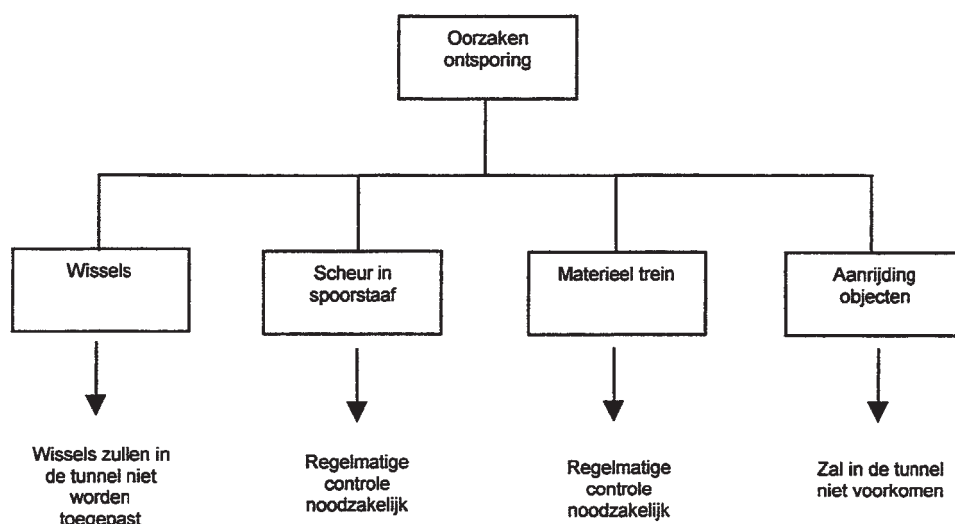 Oorzaken
ontsporing
Wissels
Scheur in
spoorstaaf
Materieel trein
Aanrijding
objecten
Wissels zullen in
de tunnel niet
worden
toegepast
Regelmatige
controle
noodzakelijk
Regelmatige
controle
noodzakelijk
Zal in de tunnel
niet voorkomen